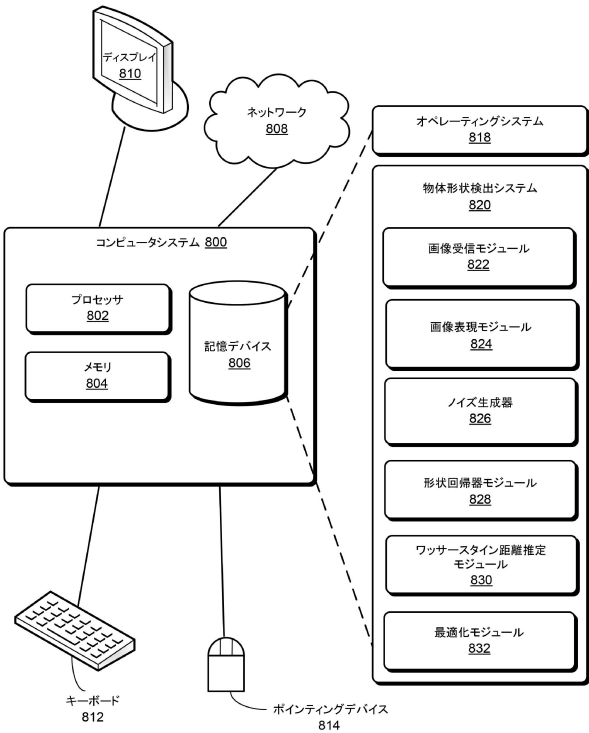 ディスプレイ
810
ネットワーク
808
オペレーティングシステム
818
物体形状検出システム
820
コンピュータシステム 800
画像受信モジュール
822
プロセッサ
802
記憶デバイス
806
画像表現モジュール
824
メモリ
804
ノイズ生成器
826
形状回帰器モジュール
828
ワッサースタイン距離推定
モジュール
830
最適化モジュール
832
キーボード
812
ポインティングデバイス
814